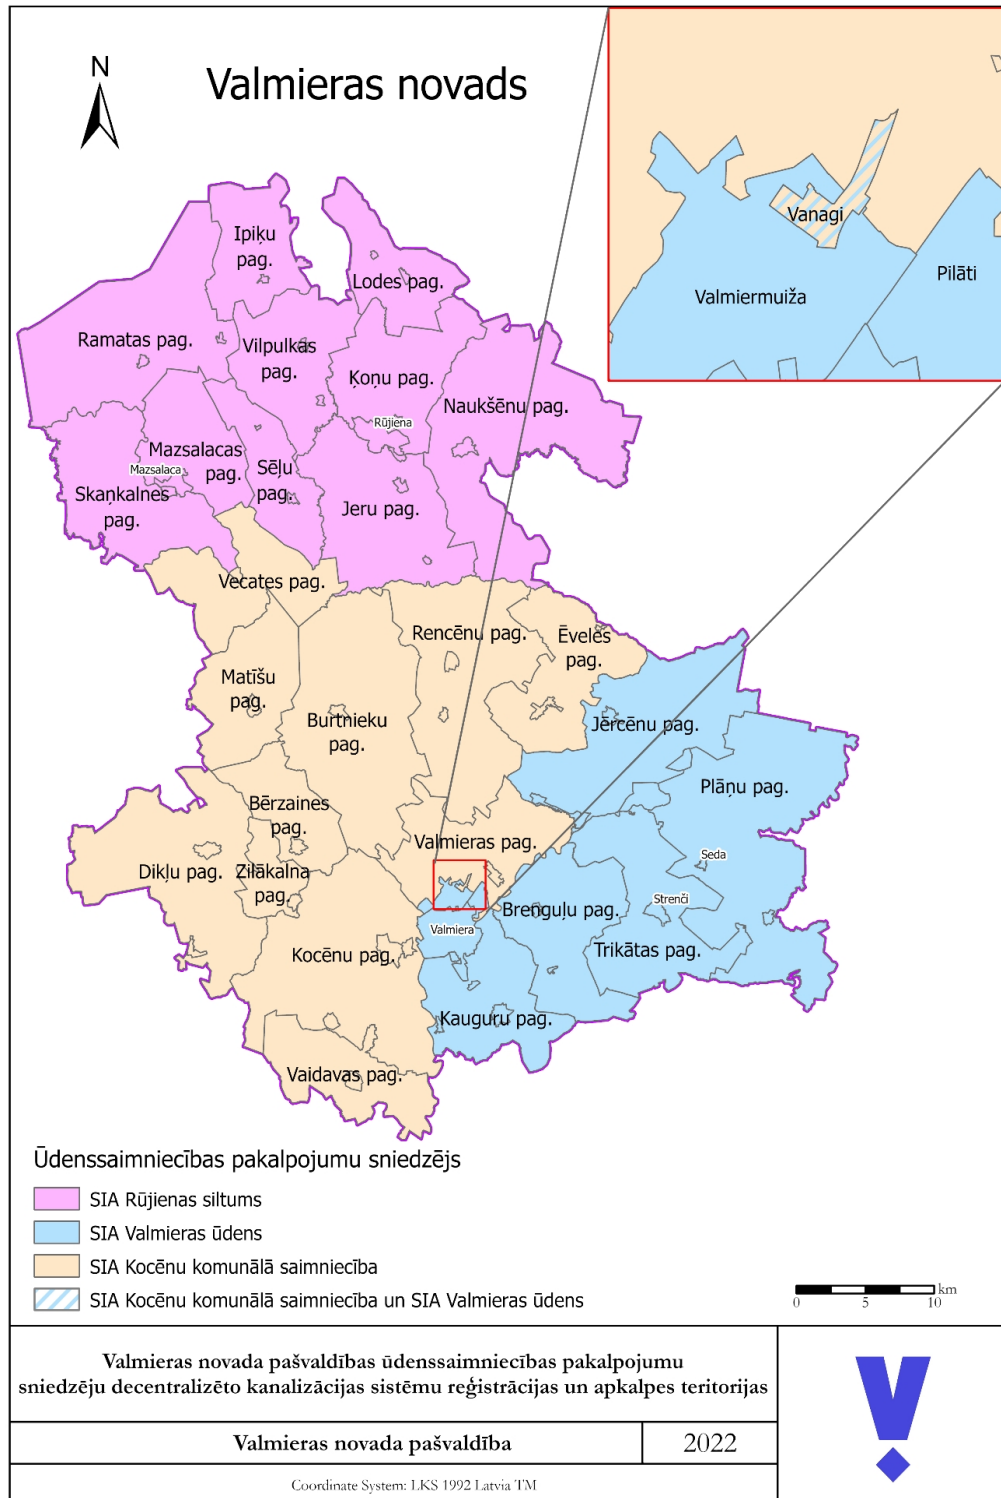 N
Valmieras novads
Vanagi
Valmiermuiža
Pilāti
Ipiķu
pag.
Lodes pag.
Ramatas pag.
Vilpulkas
pag.
Ķoņu pag.
Naukšēnu pag.
Rūjiena
Mazsalacas
pag.
Mazsalaca
Sēļu
pag.
Skaņkalnes
pag.
Jeru pag.
Vecates pag.
Rencēnu pag.
Ēveles
pag.
Matīšu
pag.
Burtnieku
pag.
Jērcēnu pag.
Plāņu pag.
Bērzaines
pag.
Valmieras pag.
Dikļu pag.
Zilākalna
pag.
Seda
Strenči
Brenguļu pag.
Valmiera
Trikātas pag.
Kocēnu pag.
Kauguru pag.
Vaidavas pag.
Ūdenssaimniecības pakalpojumu sniedzējs
SIA Rūjienas siltums
SIA Valmieras ūdens
SIA Kocēnu komunālā saimniecība
SIA Kocēnu komunālā saimniecība un SIA Valmieras ūdens
km
0 5 10
Valmieras novada pašvaldības ūdenssaimniecības pakalpojumu
sniedzēju decentralizēto kanalizācijas sistēmu reģistrācijas un apkalpes teritorijas
Valmieras novada pašvaldība
2022
Coordinate System: LKS 1992 Latvia TM